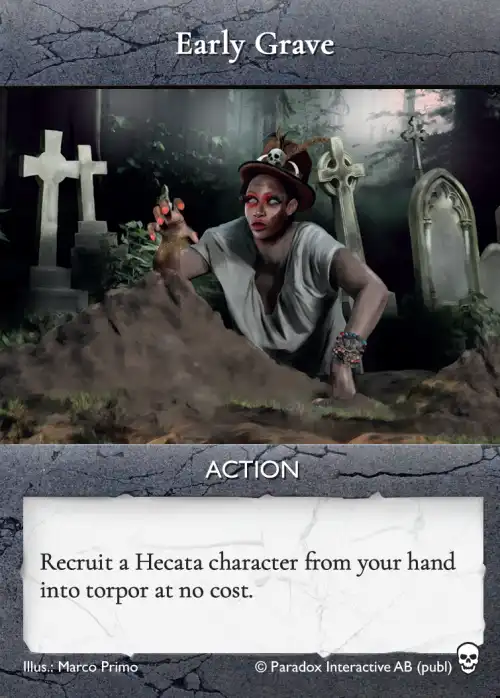 Early Grave
ACTION
Recruit a Hecata character from your hand
into torpor at no cost.
Illus.: Marco Primo
© Paradox Interactive AB (publ)